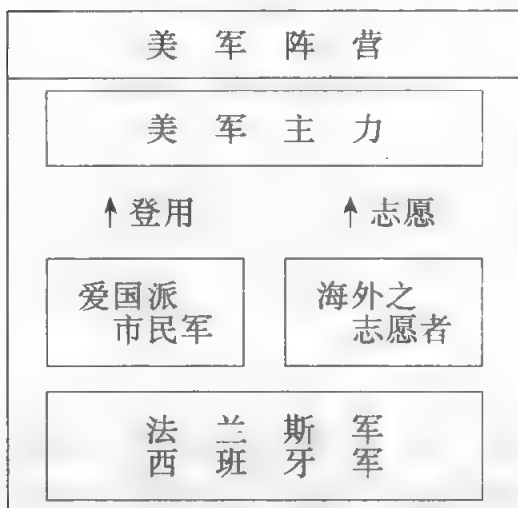 美军阵营
美军主力
↑登用 ↑志愿
爱国派 海外之
市民军 志愿者
法兰斯军
西班牙军